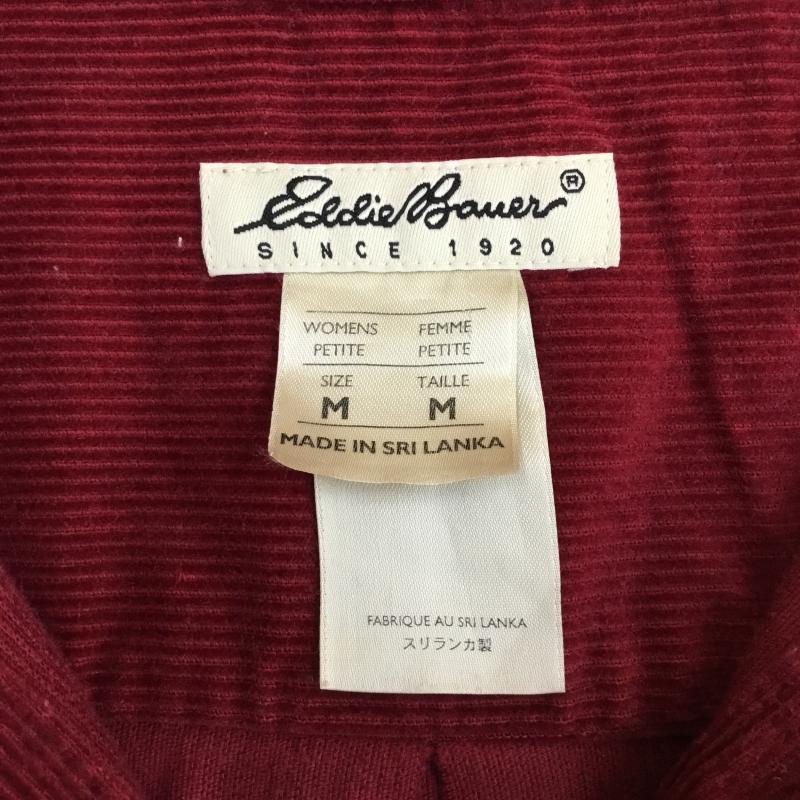 Eddie Bauer ®
SINCE 1920
WOMENS FEMME
PETITE PETITE
SIZE TAILLE
M M
MADE IN SRI LANKA
FABRIQUE AU SRI LANKA
スリランカ製